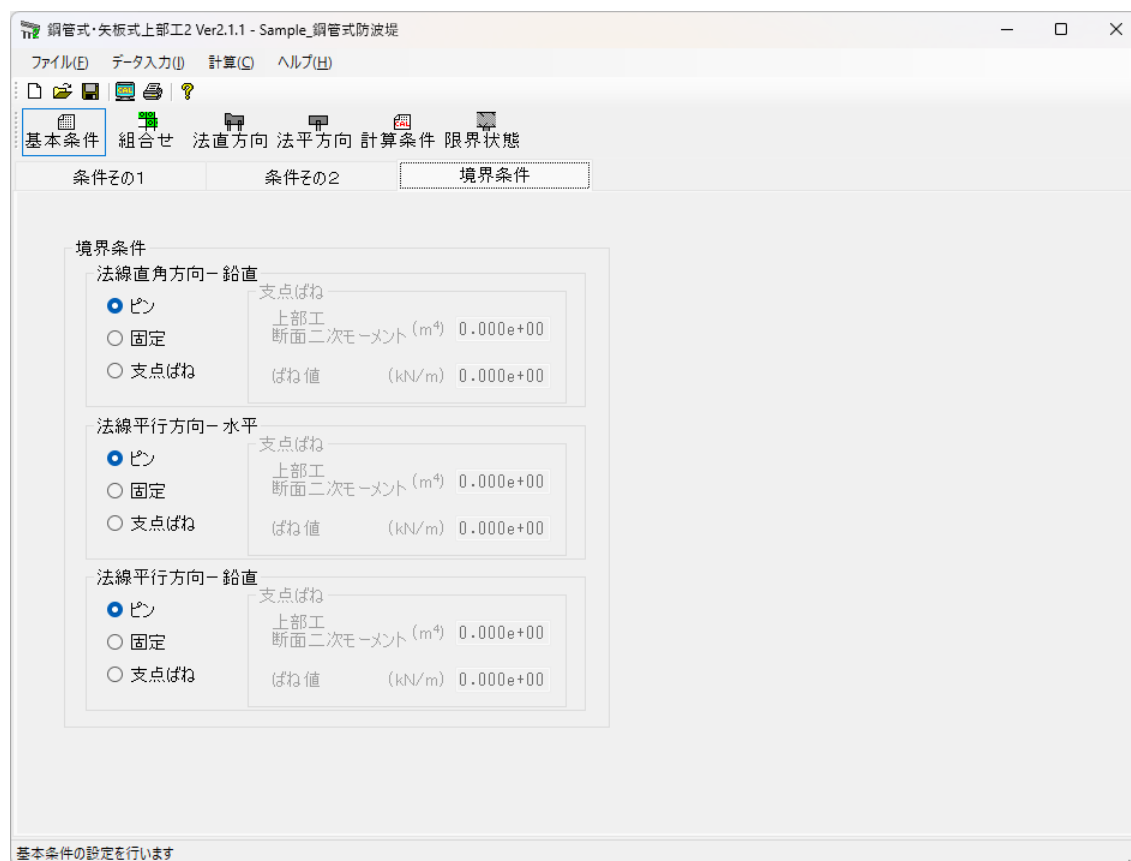 鋼管式・矢板式上部工2 Ver2.1.1 - Sample_鋼管式防波堤
ファイル(F) データ入力(I) 計算(C) ヘルプ(H)
基本条件 組合せ 法直方向 法平方向 計算条件 限界状態
条件その1 条件その2 境界条件
境界条件
法線直角方向－鉛直
支点ばね
ピン
固定
支点ばね
上部工
断面二次モーメント (m⁴) 0.000e+00
ばね値 (kN/m) 0.000e+00
法線平行方向－水平
支点ばね
ピン
固定
支点ばね
上部工
断面二次モーメント (m⁴) 0.000e+00
ばね値 (kN/m) 0.000e+00
法線平行方向－鉛直
支点ばね
ピン
固定
支点ばね
上部工
断面二次モーメント (m⁴) 0.000e+00
ばね値 (kN/m) 0.000e+00
基本条件の設定を行います